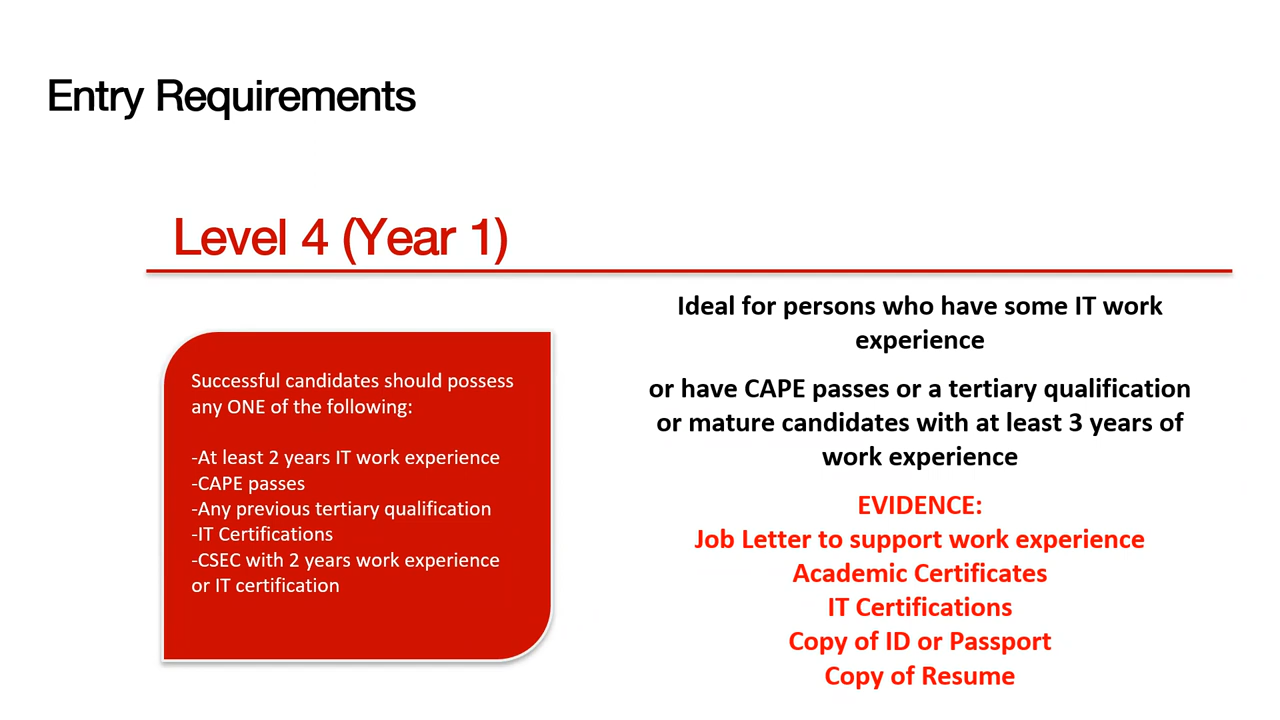 Entry Requirements
Level 4 (Year 1)
Successful candidates should possess
any ONE of the following:
-At least 2 years IT work experience
-CAPE passes
-Any previous tertiary qualification
-IT Certifications
-CSEC with 2 years work experience
or IT certification
Ideal for persons who have some IT work
experience
or have CAPE passes or a tertiary qualification
or mature candidates with at least 3 years of
work experience
EVIDENCE:
Job Letter to support work experience
Academic Certificates
IT Certifications
Copy of ID or Passport
Copy of Resume